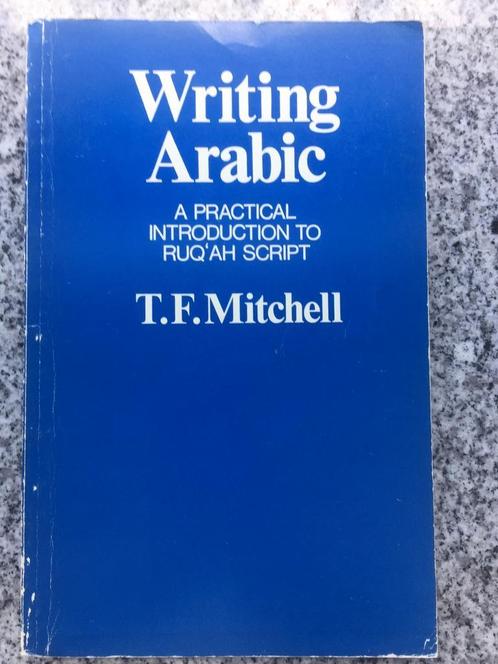 Writing
Arabic
A PRACTICAL
INTRODUCTION TO
RUQ‘AH SCRIPT
T.F. Mitchell